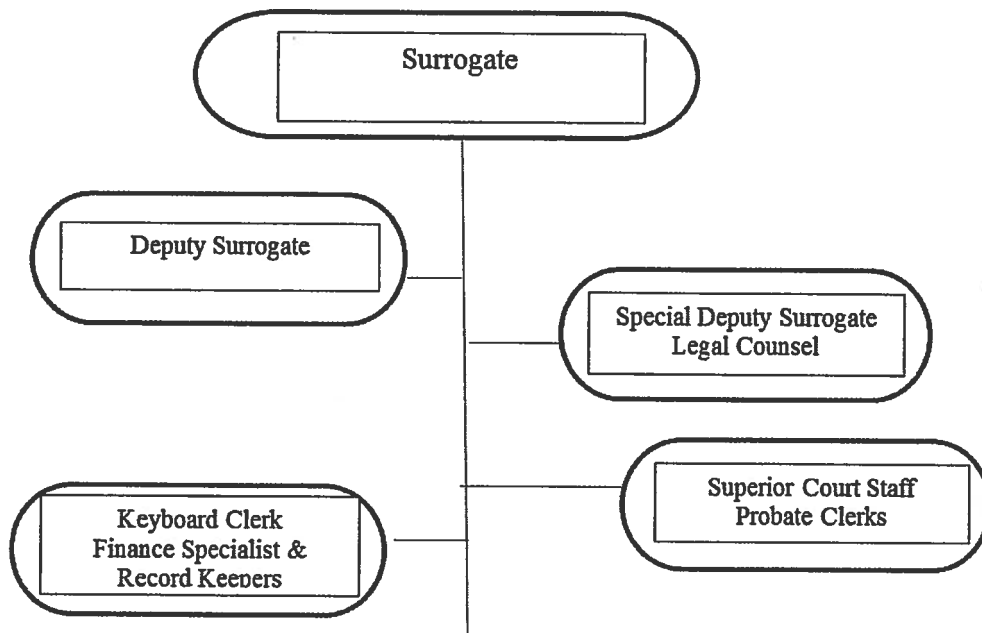 Surrogate
Deputy Surrogate
Special Deputy Surrogate
Legal Counsel
Superior Court Staff
Probate Clerks
Keyboard Clerk
Finance Specialist &
Record Keepers